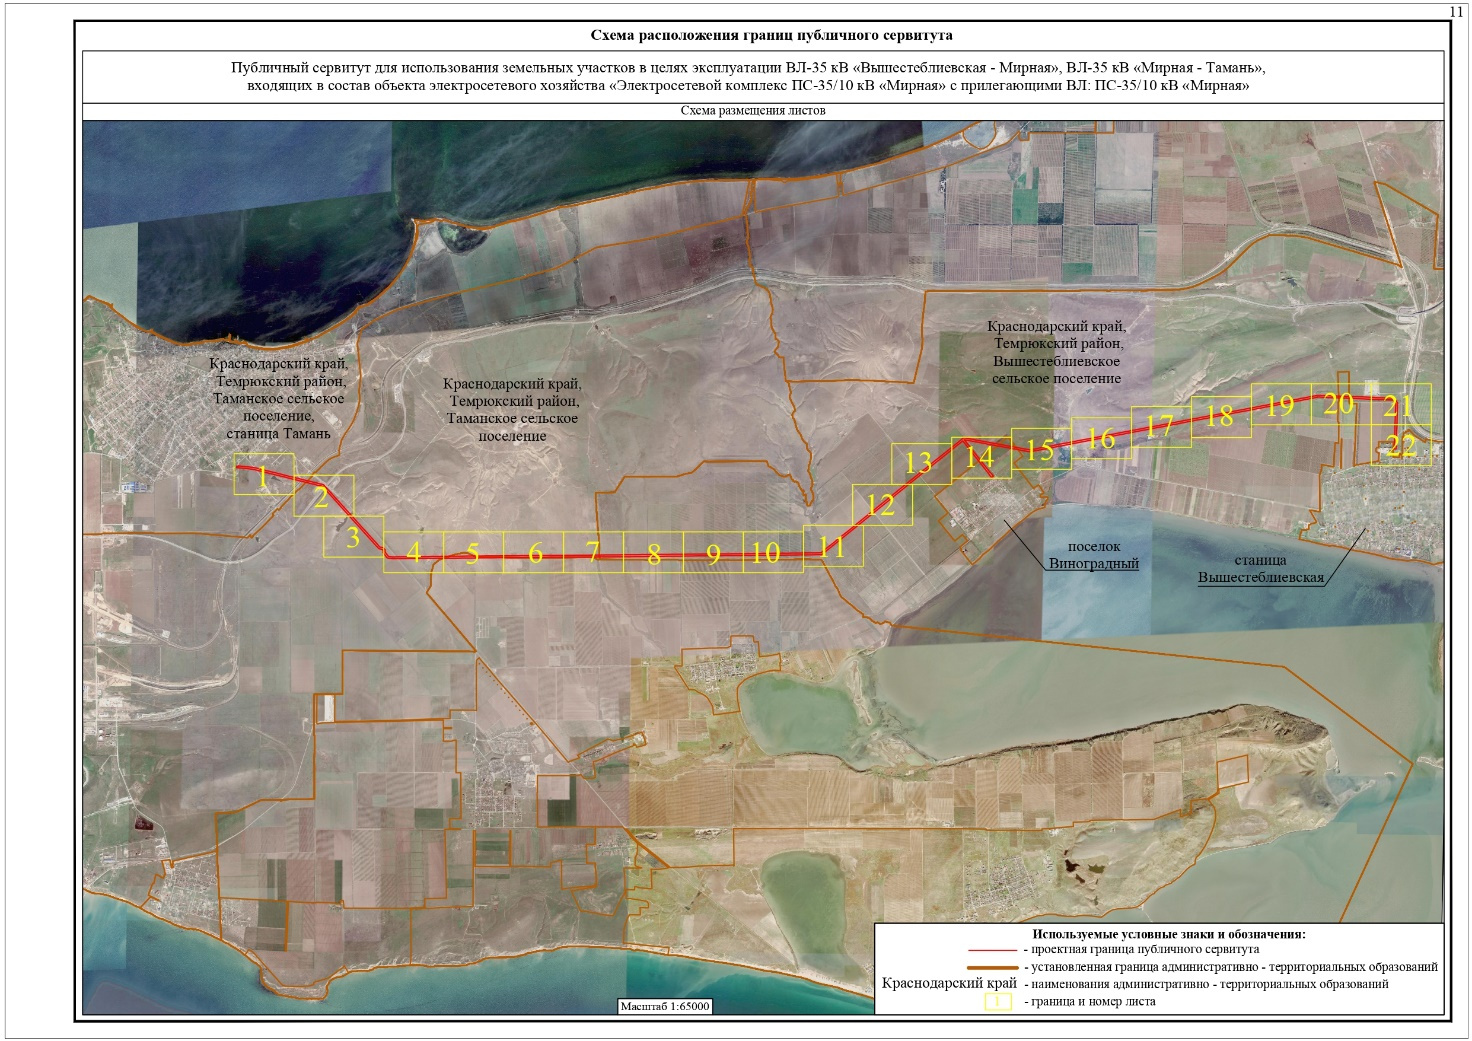 11
Схема расположения границ публичного сервитута
Публичный сервитут для использования земельных участков в целях эксплуатации ВЛ-35 кВ «Вышестеблиевская - Мирная», ВЛ-35 кВ «Мирная - Тамань»,
входящих в состав объекта электросетевого хозяйства «Электросетевой комплекс ПС-35/10 кВ «Мирная» с прилегающими ВЛ: ПС-35/10 кВ «Мирная»
Схема размещения листов
Краснодарский край,
Темрюкский район,
Таманское сельское
поселение,
станица Тамань
Краснодарский край,
Темрюкский район,
Таманское сельское
поселение
Краснодарский край,
Темрюкский район,
Вышестеблиевское
сельское поселение
1
2
3
4
5
6
7
8
9
10
11
12
13
14
15
16
17
18
19
20
21
22
поселок
Виноградный
станица
Вышестеблиевская
Используемые условные знаки и обозначения:
- проектная граница публичного сервитута
- установленная граница административно - территориальных образований
Краснодарский край - наименования административно - территориальных образований
1 - граница и номер листа
Масштаб 1:65000